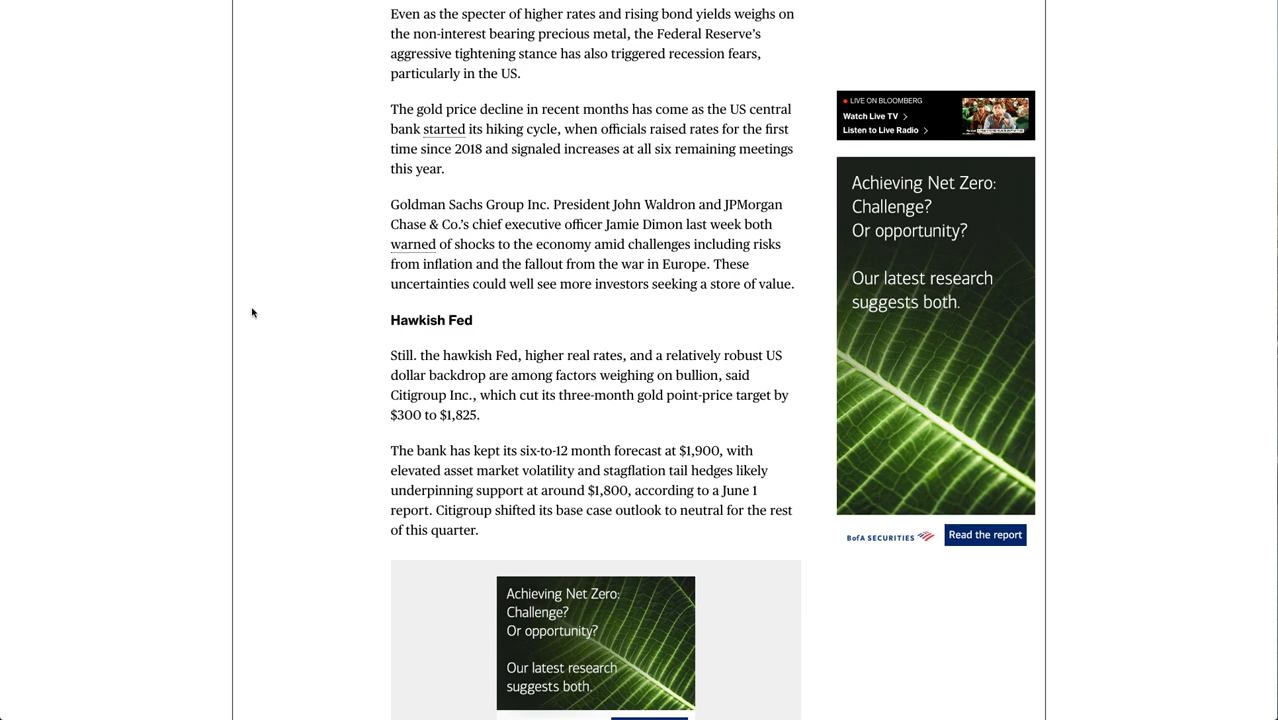 Even as the specter of higher rates and rising bond yields weighs on
the non-interest bearing precious metal, the Federal Reserve’s
aggressive tightening stance has also triggered recession fears,
particularly in the US.
The gold price decline in recent months has come as the US central
bank started its hiking cycle, when officials raised rates for the first
time since 2018 and signaled increases at all six remaining meetings
this year.
Goldman Sachs Group Inc. President John Waldron and JPMorgan
Chase & Co.’s chief executive officer Jamie Dimon last week both
warned of shocks to the economy amid challenges including risks
from inflation and the fallout from the war in Europe. These
uncertainties could well see more investors seeking a store of value.
Hawkish Fed
Still. the hawkish Fed, higher real rates, and a relatively robust US
dollar backdrop are among factors weighing on bullion, said
Citigroup Inc., which cut its three-month gold point-price target by
$300 to $1,825.
The bank has kept its six-to-12 month forecast at $1,900, with
elevated asset market volatility and stagflation tail hedges likely
underpinning support at around $1,800, according to a June 1
report. Citigroup shifted its base case outlook to neutral for the rest
of this quarter.
Achieving Net Zero:
Challenge?
Or opportunity?
Our latest research
suggests both.
LIVE ON BLOOMBERG
Watch Live TV
Listen to Live Radio
Achieving Net Zero:
Challenge?
Or opportunity?
Our latest research
suggests both.
BofA SECURITIES
Read the report